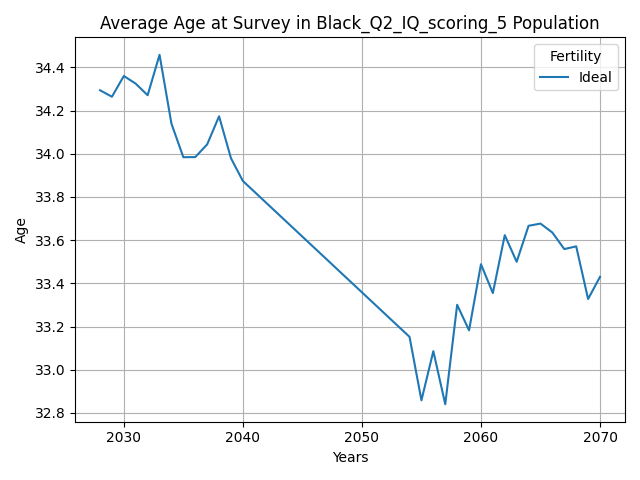 Average Age at Survey in Black_Q2_IQ_scoring_5 Population
Fertility
Ideal
34.4
34.2
34.0
33.8
33.6
33.4
33.2
33.0
32.8
Age
2030 2040 2050 2060 2070
Years